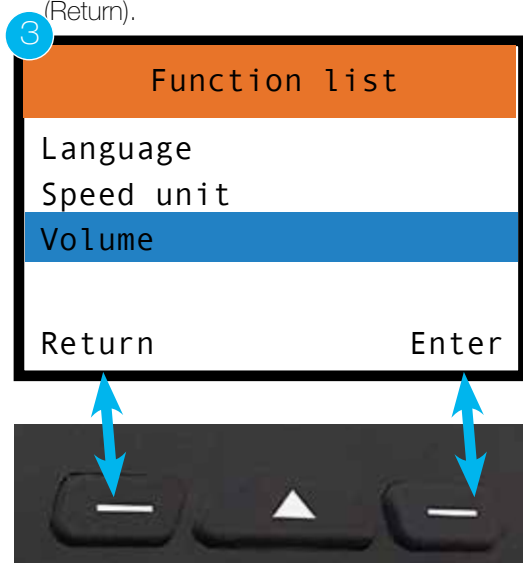 (Return).
3
Function list
Language
Speed unit
Volume
Return Enter